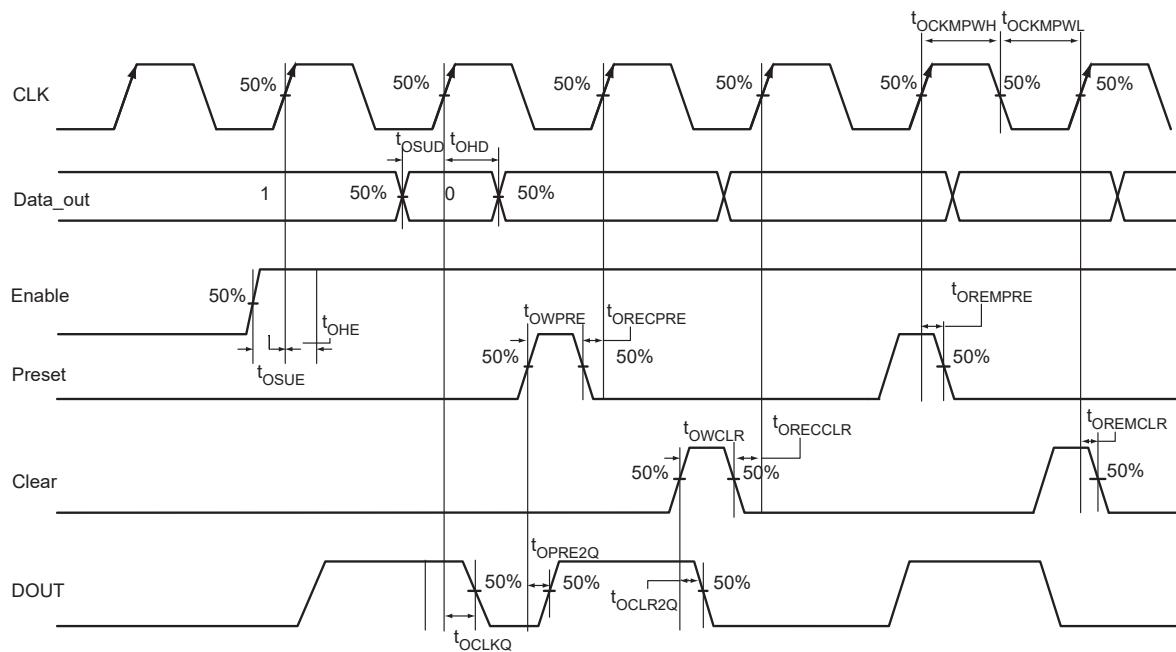 tOCKMPWH tOCKMPWL
CLK 50% 50% 50% 50% 50% 50% 50%
tOSUD tOHD
Data_out 1 50% 0 50%
Enable 50%
tOHE
tOSUE
tOWPRE tORECPRE tOREMPRE
Preset 50% 50% 50%
tOWCLR tORECCLR tOREMCLR
Clear 50% 50% 50%
tOPRE2Q
DOUT 50% 50% 50%
tOCLR2Q
tOCLKQ